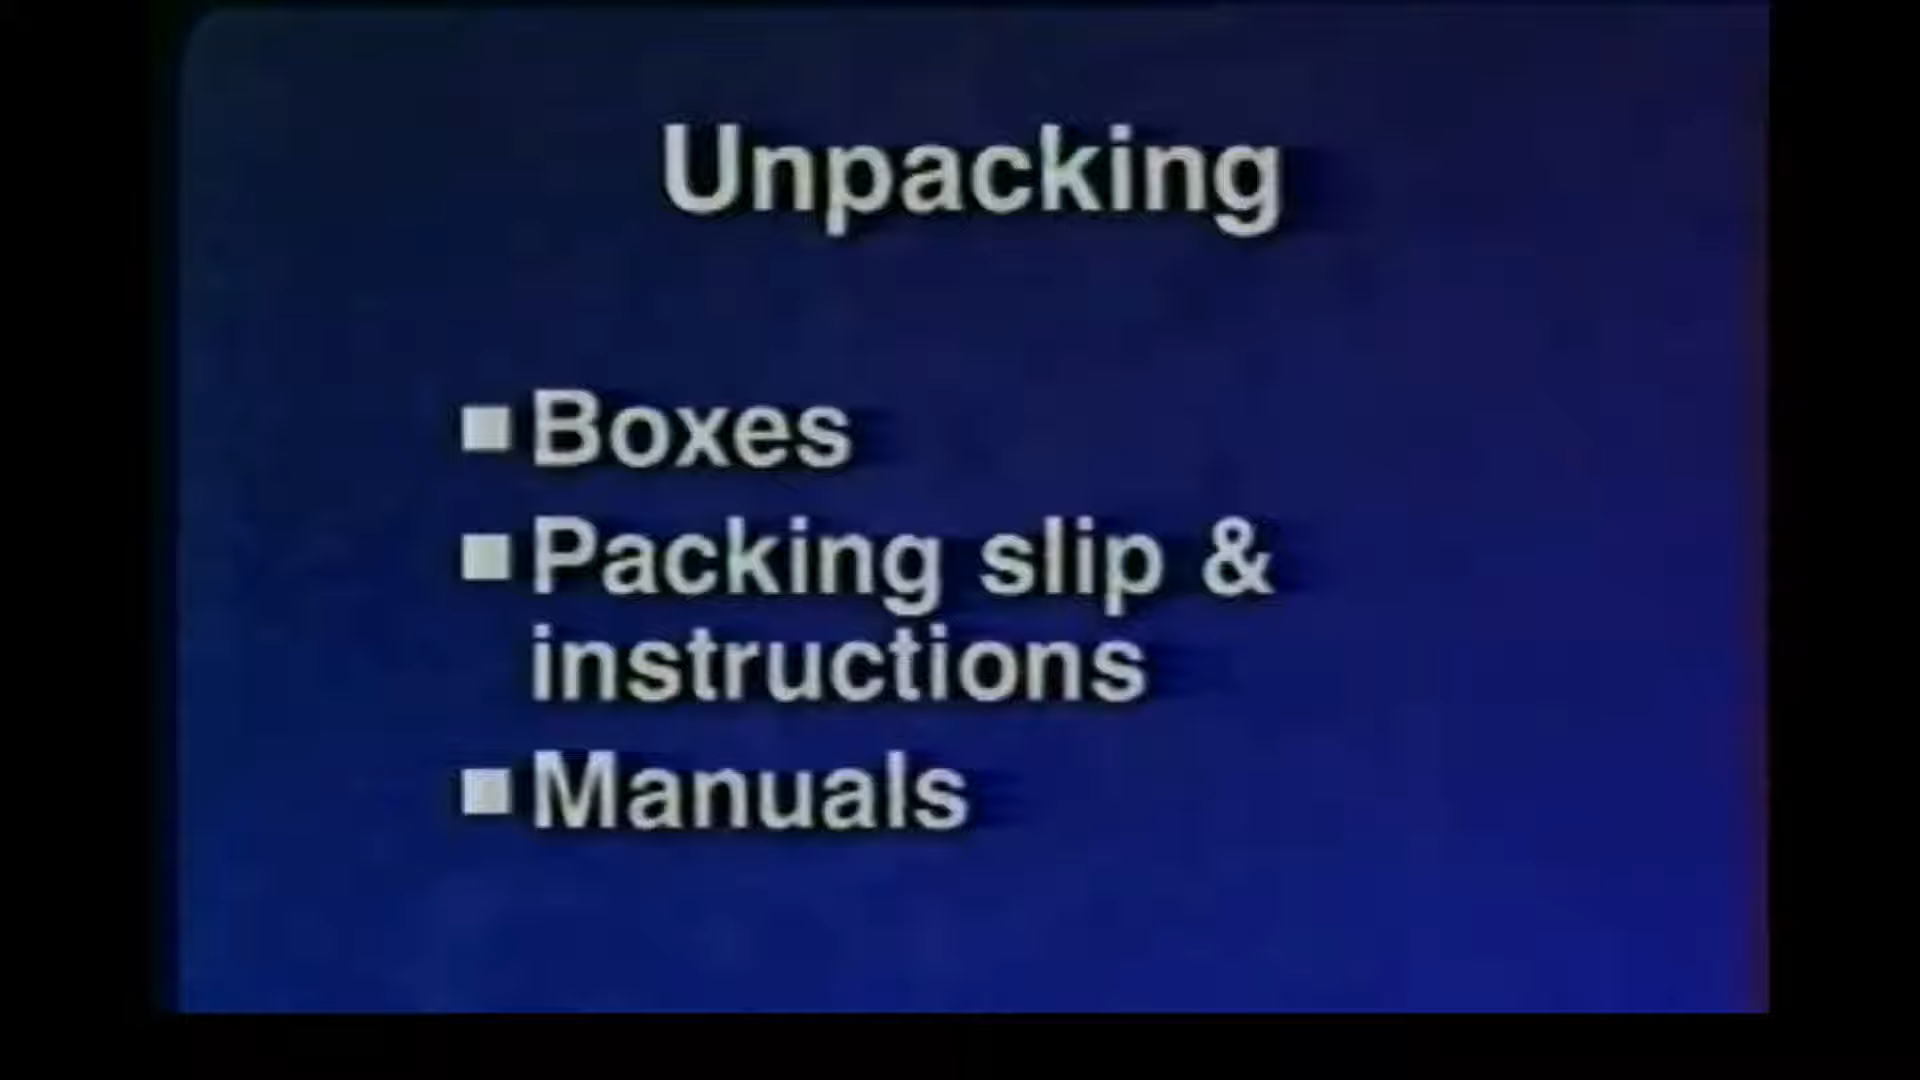 Unpacking
Boxes
Packing slip &
instructions
Manuals